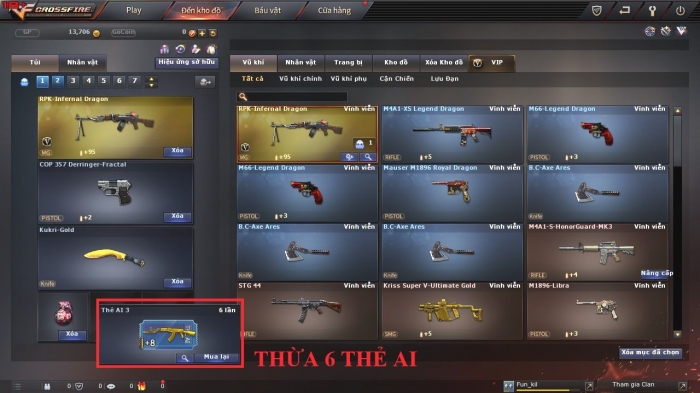 CROSSFIRE
Play
Đến kho đồ
Báu vật
Cửa hàng
GP 13,706
GoCoin 0
Hiệu ứng sở hữu
Túi
Nhân vật
1 2 3 4 5 6 7
RPK-Infernal Dragon
MG
+95
Xóa
COP 357 Derringer-Fractal
PISTOL
+2
Xóa
Kukri-Gold
Knife
Xóa
Xóa
Thẻ AI 3 6 lần
+8
Mua lại
THỪA 6 THẺ AI
Vũ khí
Nhân vật
Trang bị
Kho đồ
Xóa Kho đồ
VIP
Tất cả
Vũ khí chính
Vũ khí phụ
Cận Chiến
Lựu Đạn
RPK-Infernal Dragon Vĩnh viễn
MG +95
1
M4A1-XS Legend Dragon Vĩnh viễn
RIFLE +5
M66-Legend Dragon Vĩnh viễn
PISTOL +3
M66-Legend Dragon Vĩnh viễn
PISTOL +3
Mauser M1896 Royal Dragon Vĩnh viễn
PISTOL +5
B.C-Axe Ares Vĩnh viễn
Knife
B.C-Axe Ares Vĩnh viễn
Knife
B.C-Axe Ares Vĩnh viễn
Knife
M4A1-S-HonorGuard-MK3 Vĩnh viễn
RIFLE +4
Nâng cấp
STG 44 Vĩnh viễn
RIFLE
Kriss Super V-Ultimate Gold Vĩnh viễn
SMG +5
M1896-Libra Vĩnh viễn
PISTOL +3
Xóa mục đã chọn
0 0 0 0
Fun_kil
Tham gia Clan